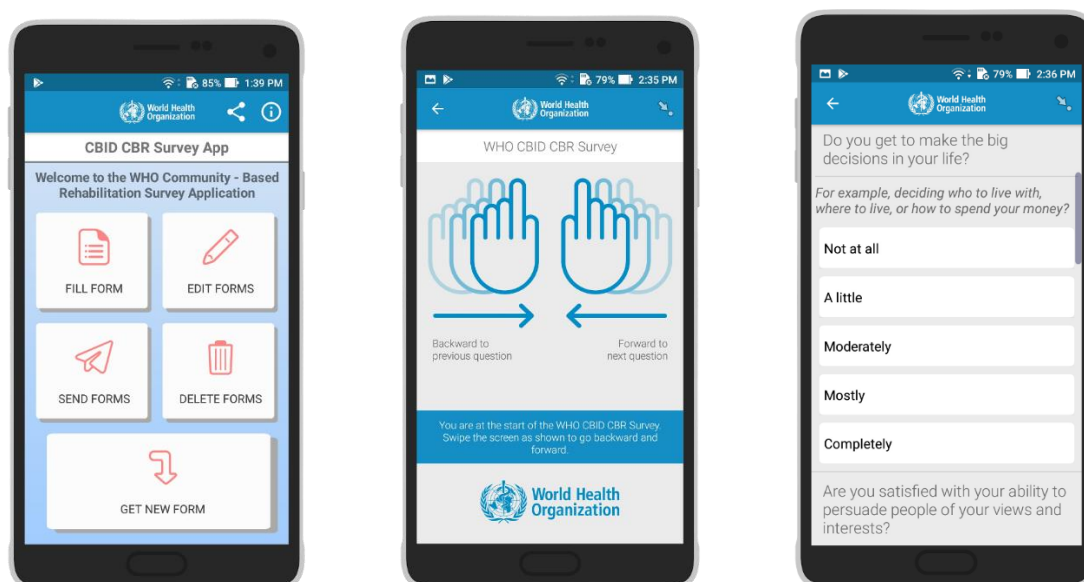 85% 1:39 PM
World Health
Organization
CBID CBR Survey App
Welcome to the WHO Community - Based
Rehabilitation Survey Application
FILL FORM
EDIT FORMS
SEND FORMS
DELETE FORMS
GET NEW FORM
79% 2:35 PM
World Health
Organization
WHO CBID CBR Survey
Backward to
previous question
Forward to
next question
You are at the start of the WHO CBID CBR Survey.
Swipe the screen as shown to go backward and
forward.
World Health
Organization
79% 2:36 PM
World Health
Organization
Do you get to make the big
decisions in your life?
For example, deciding who to live with,
where to live, or how to spend your money?
Not at all
A little
Moderately
Mostly
Completely
Are you satisfied with your ability to
persuade people of your views and
interests?